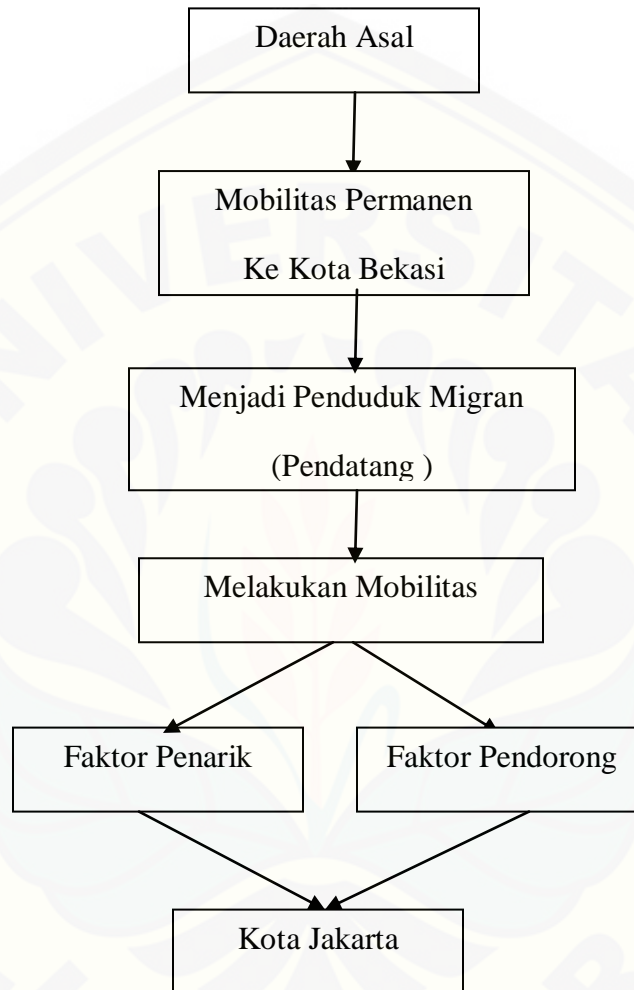 Daerah Asal
Mobilitas Permanen
Ke Kota Bekasi
Menjadi Penduduk Migran
(Pendatang )
Melakukan Mobilitas
Faktor Penarik
Faktor Pendorong
Kota Jakarta